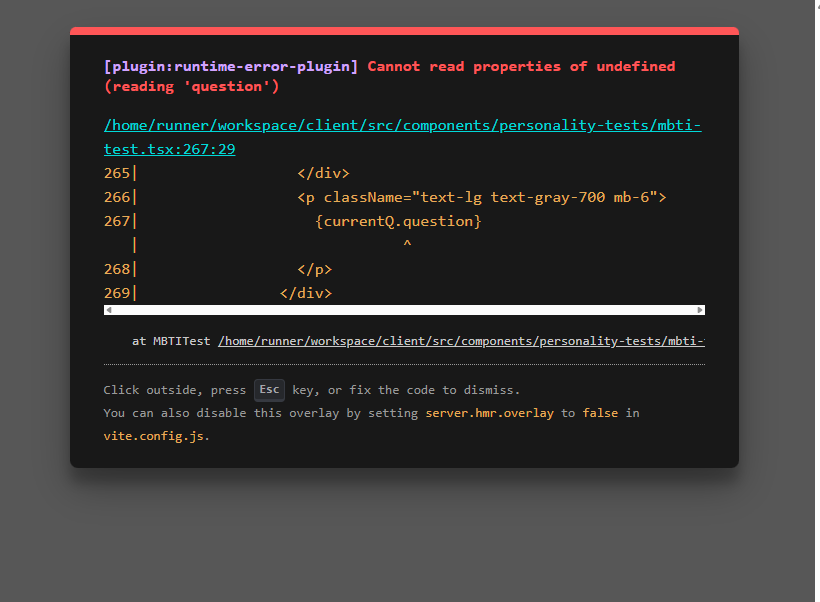 [plugin:runtime-error-plugin] Cannot read properties of undefined
(reading 'question')
/home/runner/workspace/client/src/components/personality-tests/mbti-
test.tsx:267:29
265|                  </div>
266|                  <p className="text-lg text-gray-700 mb-6">
267|                    {currentQ.question}
   |                              ^
268|                  </p>
269|                </div>
at MBTITest /home/runner/workspace/client/src/components/personality-tests/mbti-
Click outside, press Esc key, or fix the code to dismiss.
You can also disable this overlay by setting server.hmr.overlay to false in
vite.config.js.